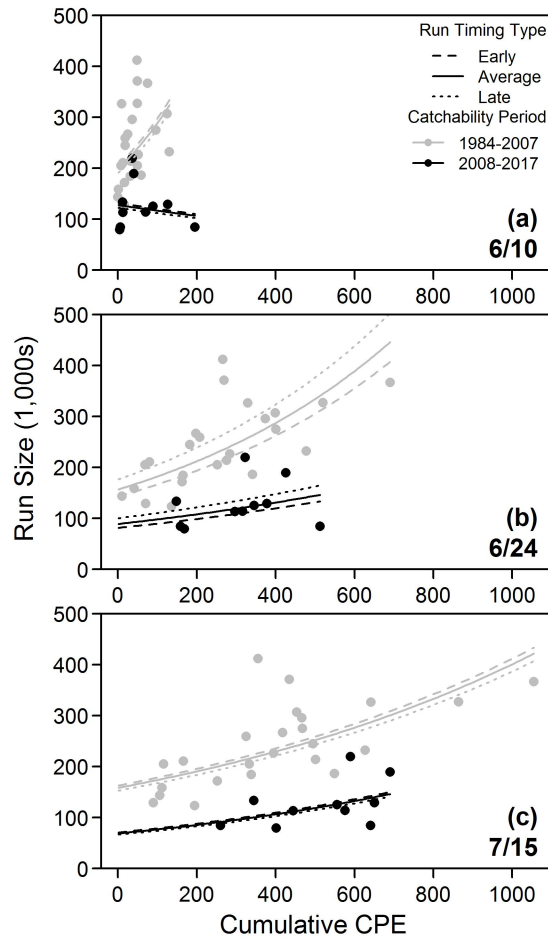 Run Timing Type
Early
Average
Late
Catchability Period
1984-2007
2008-2017
500
400
300
200
100
0
(a)
6/10
0 200 400 600 800 1000
Run Size (1,000s)
500
400
300
200
100
0
(b)
6/24
0 200 400 600 800 1000
500
400
300
200
100
0
(c)
7/15
0 200 400 600 800 1000
Cumulative CPE